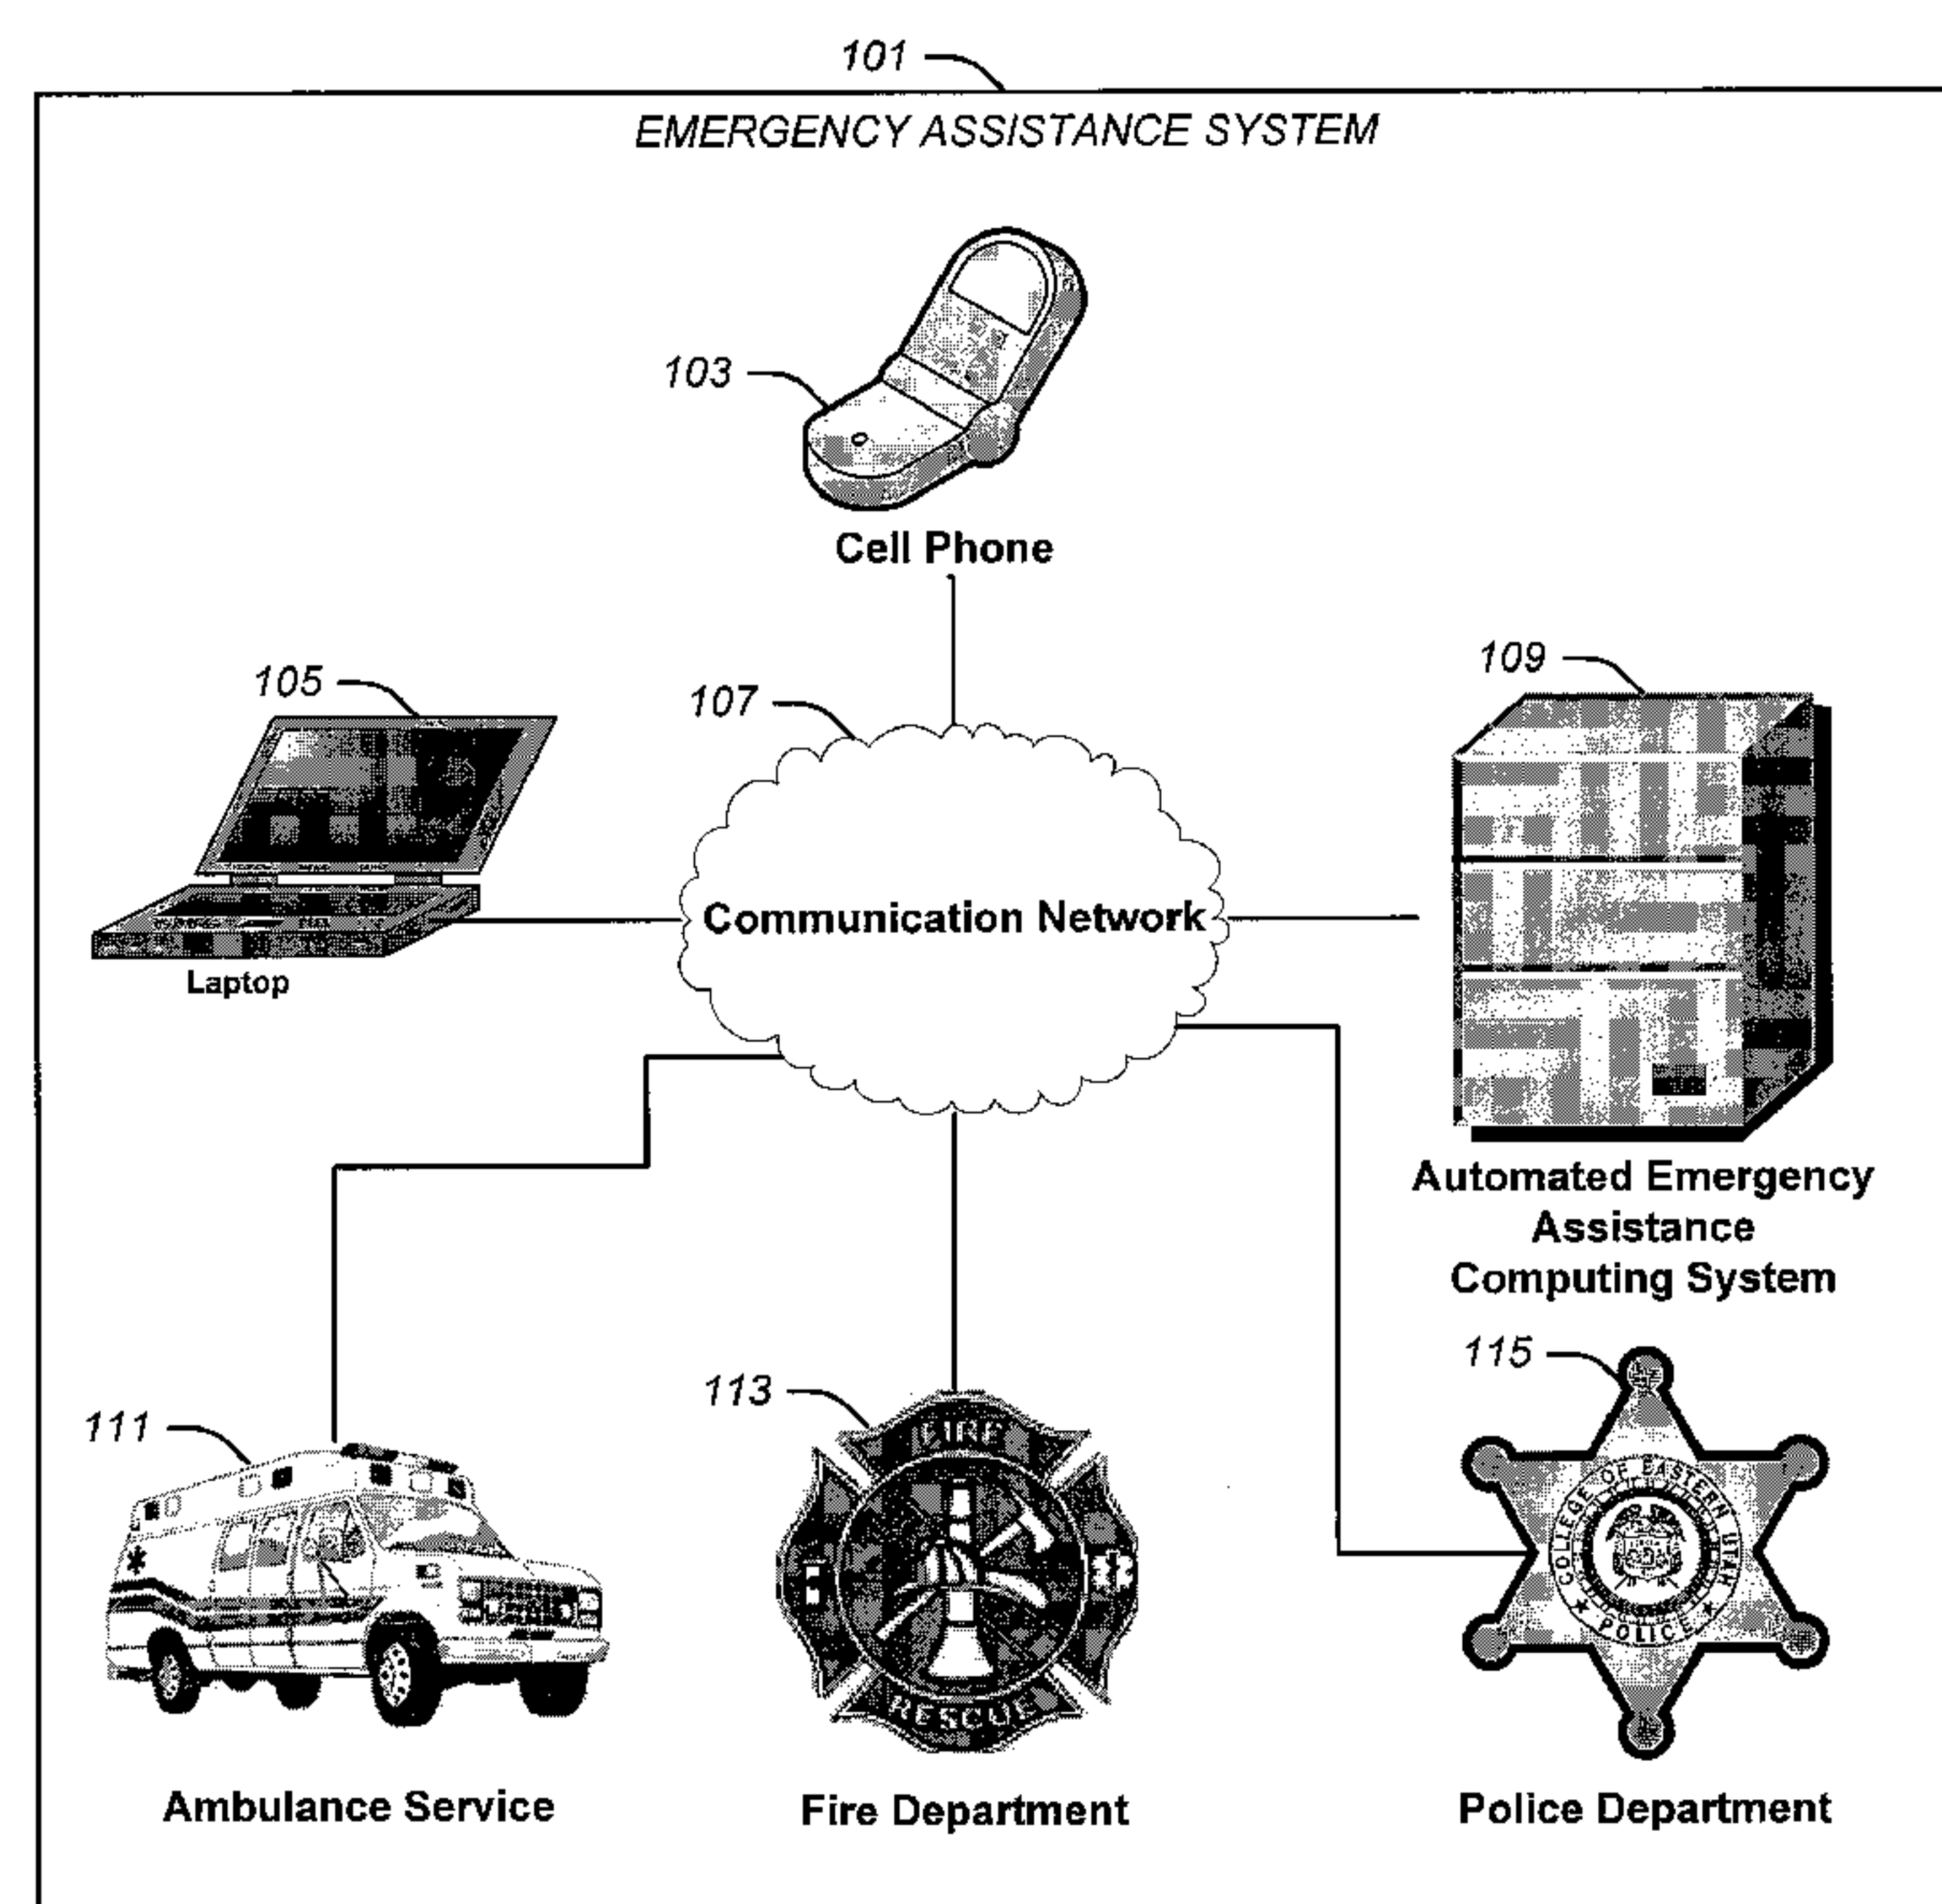 101
EMERGENCY ASSISTANCE SYSTEM
103
Cell Phone
105
107
109
Communication Network
Laptop
Automated Emergency
Assistance
Computing System
111
113
115
FIRE
RESCUE
COLLEGE OF EASTERN UTAH
POLICE
Ambulance Service
Fire Department
Police Department